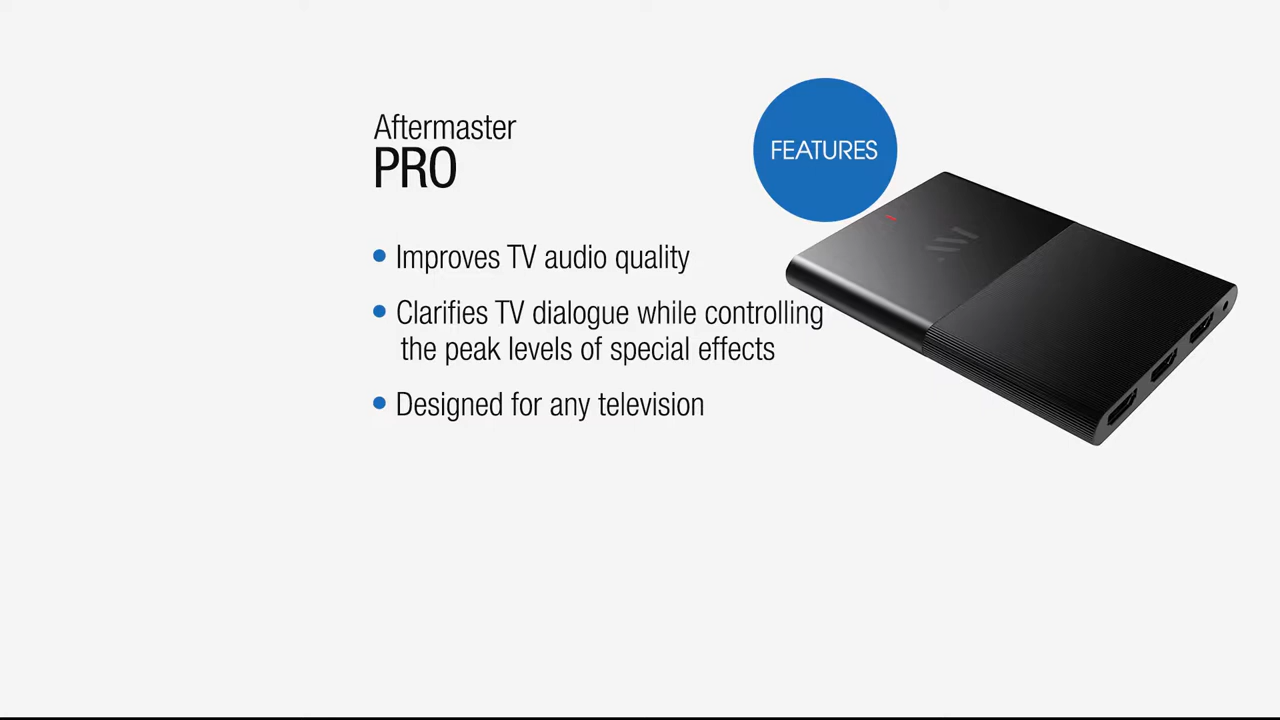 Aftermaster
PRO
FEATURES
• Improves TV audio quality
• Clarifies TV dialogue while controlling
the peak levels of special effects
• Designed for any television